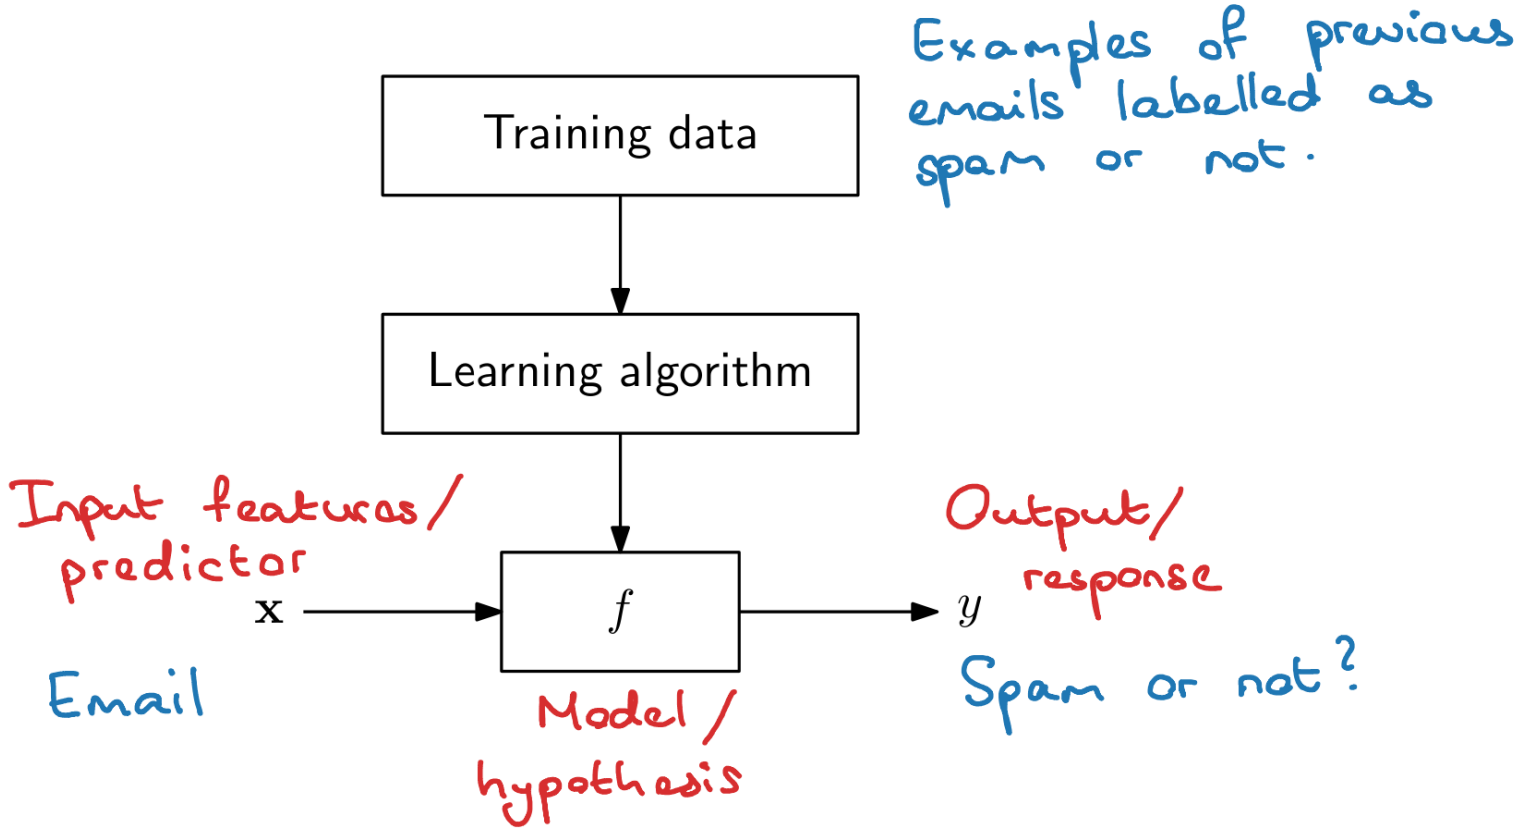 Examples of previous
emails labelled as
spam or not.
Training data
Learning algorithm
Input features/
predictor
x
f
Output/
response
y
Email
Model/
hypothesis
Spam or not?